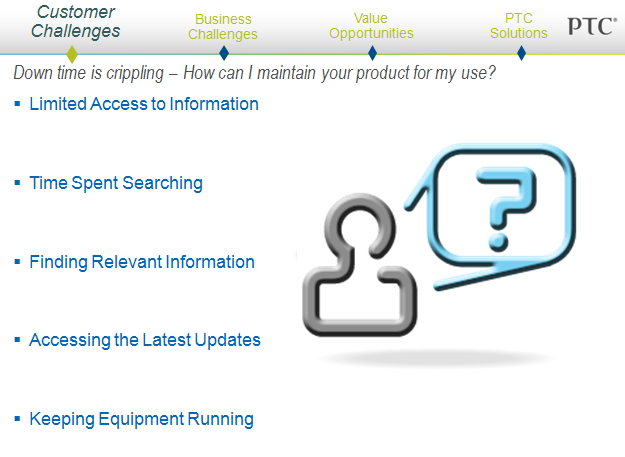 Customer
Challenges
Business
Challenges
Value
Opportunities
PTC
Solutions
PTC®
Down time is crippling – How can I maintain your product for my use?
▪ Limited Access to Information
▪ Time Spent Searching
▪ Finding Relevant Information
▪ Accessing the Latest Updates
▪ Keeping Equipment Running
?